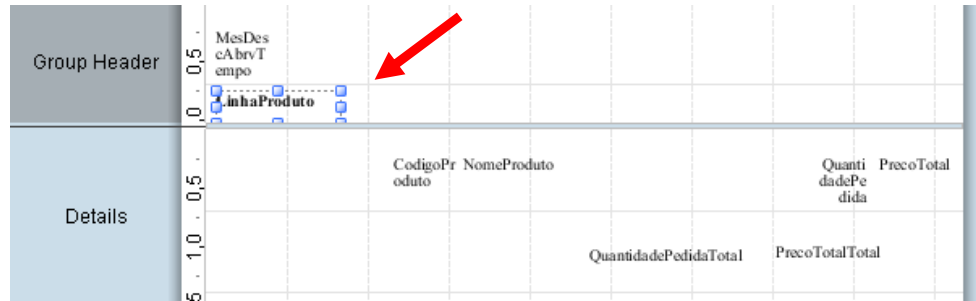 Group Header
0,5
MesDes
cAbrvT
empo
LinhaProduto
Details
0,5
CodigoPr
oduto
NomeProduto
Quanti
dadePe
dida
PrecoTotal
1,0
QuantidadePedidaTotal
PrecoTotalTotal